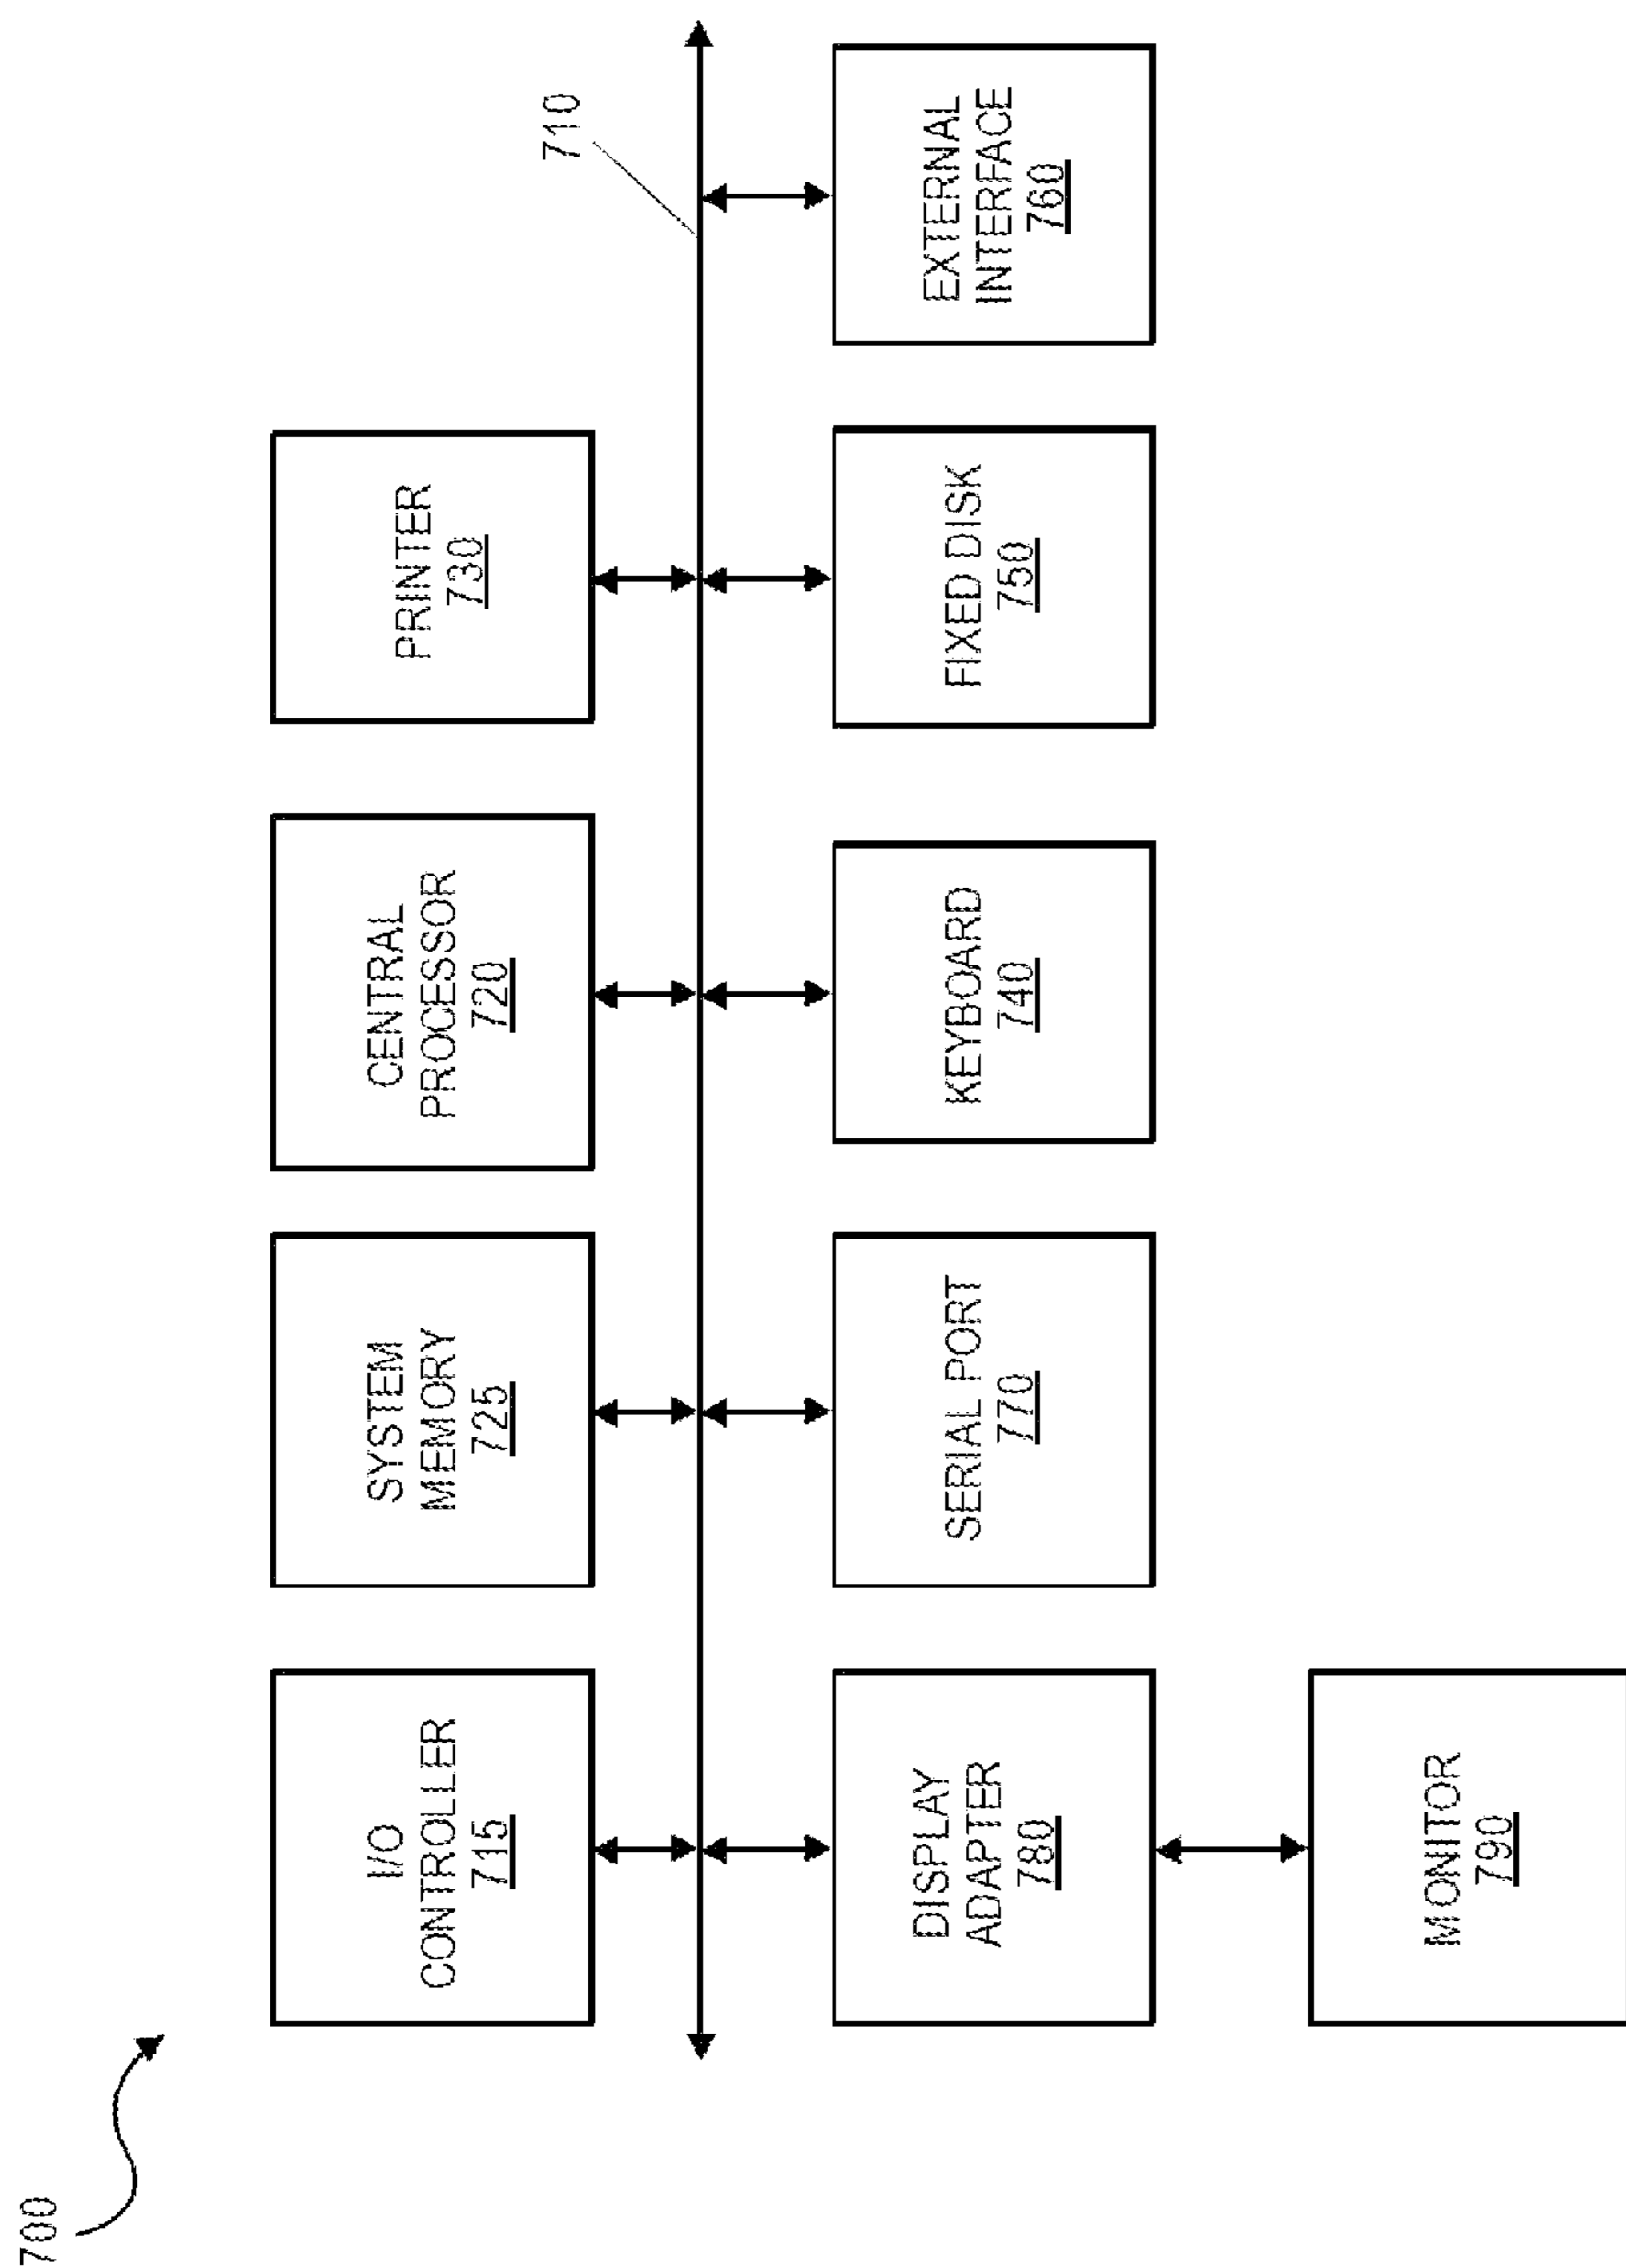 700
710
I/O
CONTROLLER
715
SYSTEM
MEMORY
725
CENTRAL
PROCESSOR
720
PRINTER
730
DISPLAY
ADAPTER
780
SERIAL PORT
770
KEYBOARD
740
FIXED DISK
750
EXTERNAL
INTERFACE
760
MONITOR
790